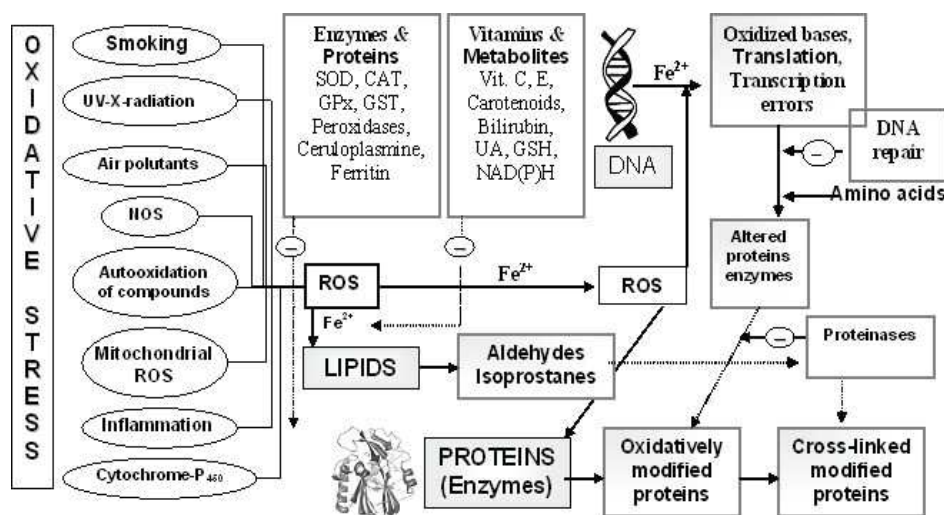 OXIDATIVE STRESS
Smoking
UV-X-radiation
Air polutants
NOS
Autooxidation
of compounds
Mitochondrial
ROS
Inflammation
Cytochrome-P450
Enzymes &
Proteins
SOD, CAT,
GPx, GST,
Peroxidases,
Ceruloplasmine,
Ferritin
Vitamins &
Metabolites
Vit. C, E,
Carotenoids,
Bilirubin,
UA, GSH,
NAD(P)H
DNA
Fe2+
Oxidized bases,
Translation,
Transcription
errors
DNA
repair
–
Amino acids
Altered
proteins
enzymes
–
–
ROS
Fe2+
ROS
Fe2+
LIPIDS
Aldehydes
Isoprostanes
–
Proteinases
PROTEINS
(Enzymes)
Oxidatively
modified
proteins
Cross-linked
modified
proteins